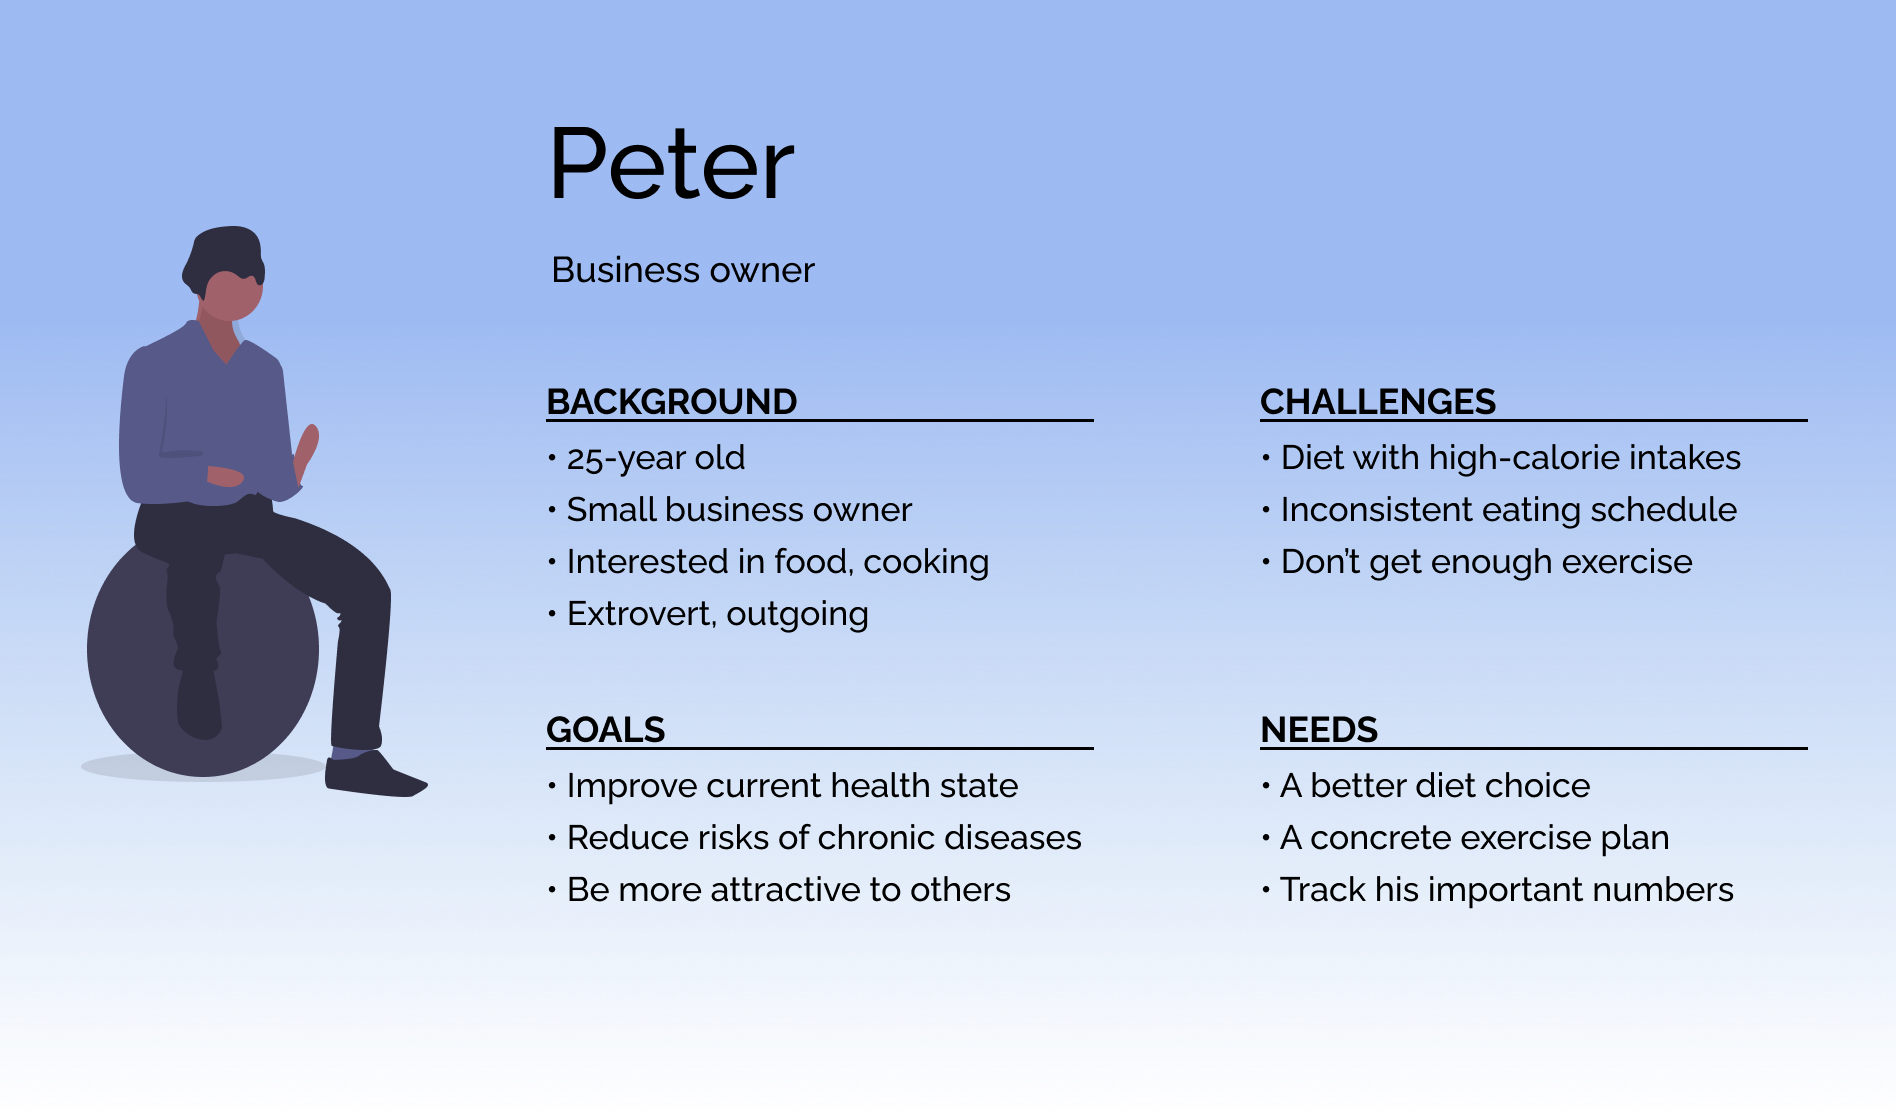 Peter
Business owner
BACKGROUND
• 25-year old
• Small business owner
• Interested in food, cooking
• Extrovert, outgoing
CHALLENGES
• Diet with high-calorie intakes
• Inconsistent eating schedule
• Don’t get enough exercise
GOALS
• Improve current health state
• Reduce risks of chronic diseases
• Be more attractive to others
NEEDS
• A better diet choice
• A concrete exercise plan
• Track his important numbers